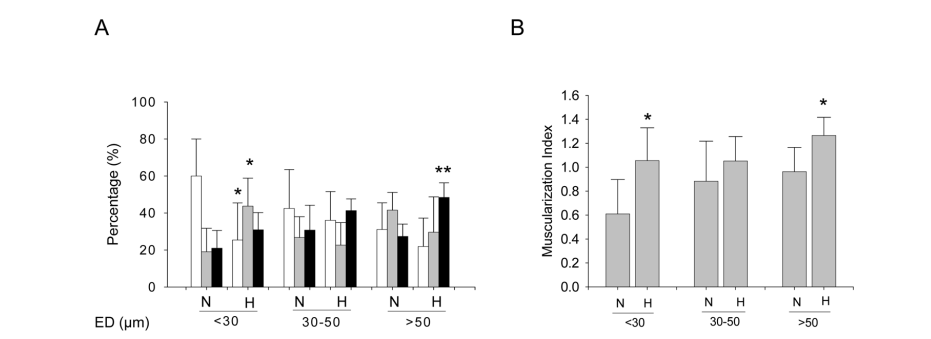 A
B
Percentage (%)
100
80
60
40
20
0
*
*
**
N H N H N H
ED (µm) <30 30-50 >50
Muscularization Index
1.6
1.4
1.2
1.0
0.8
0.6
0.4
0.2
0.0
*
*
N H N H N H
<30 30-50 >50